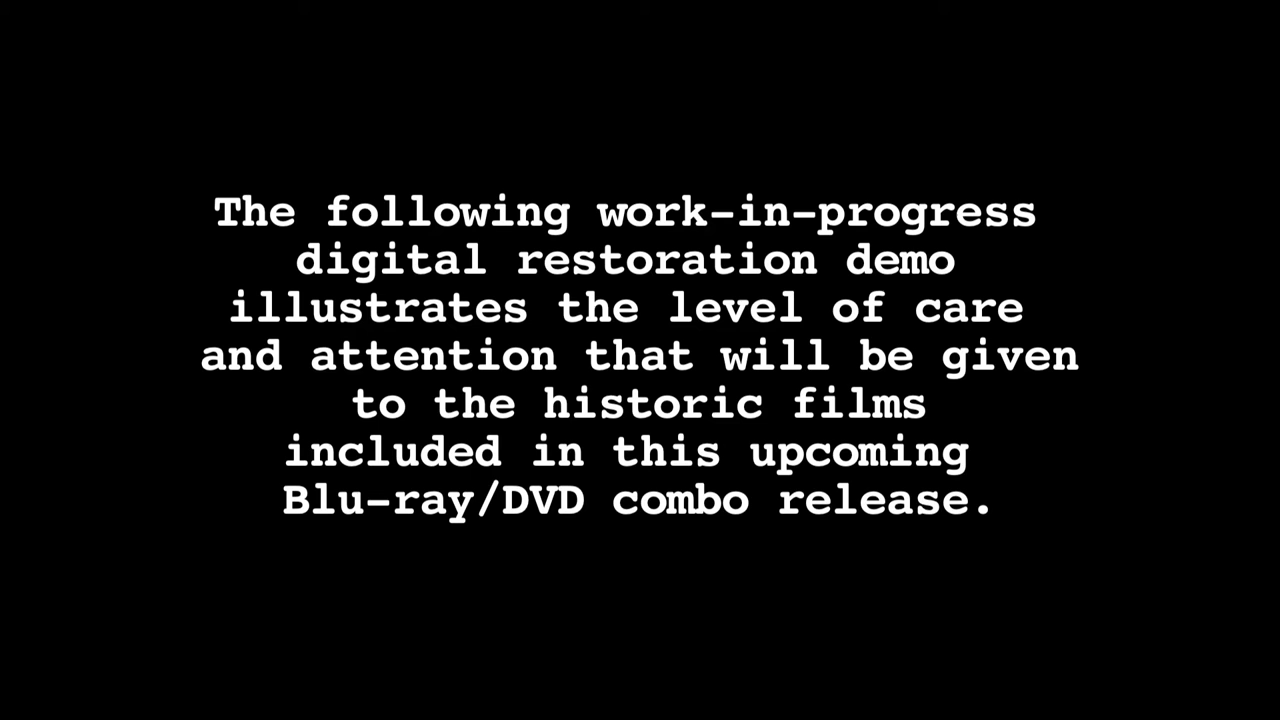 The following work-in-progress
digital restoration demo
illustrates the level of care
and attention that will be given
to the historic films
included in this upcoming
Blu-ray/DVD combo release.